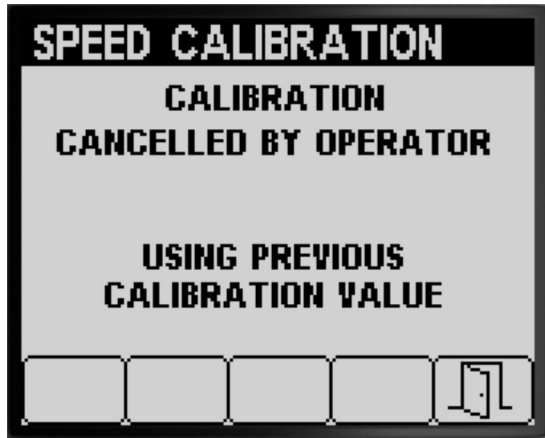 SPEED CALIBRATION
CALIBRATION
CANCELLED BY OPERATOR
USING PREVIOUS
CALIBRATION VALUE